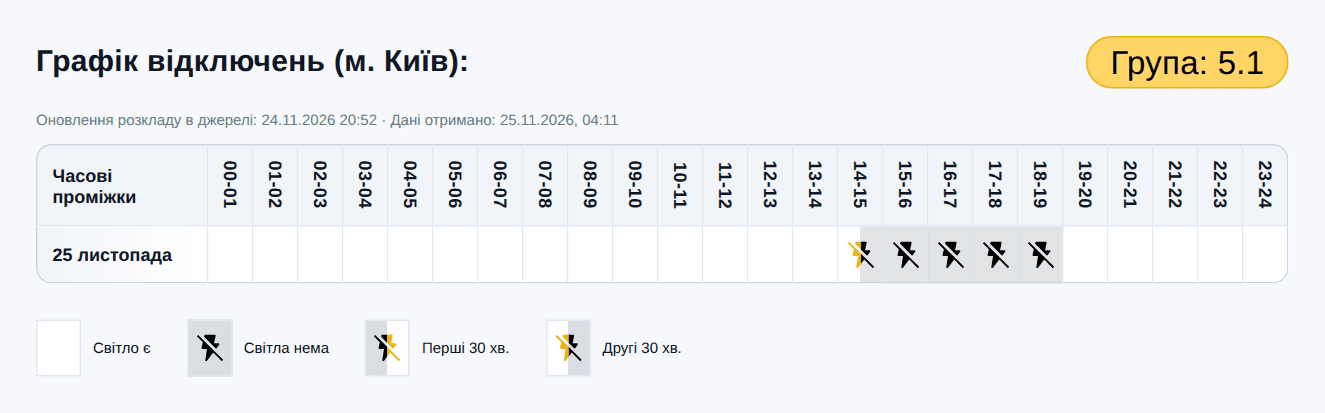 Графік відключень (м. Київ):
Група: 5.1
Оновлення розкладу в джерелі: 24.11.2026 20:52 · Дані отримано: 25.11.2026, 04:11
Часові
проміжки
00-01
01-02
02-03
03-04
04-05
05-06
06-07
07-08
08-09
09-10
10-11
11-12
12-13
13-14
14-15
15-16
16-17
17-18
18-19
19-20
20-21
21-22
22-23
23-24
25 листопада
Світло є
Світла нема
Перші 30 хв.
Другі 30 хв.